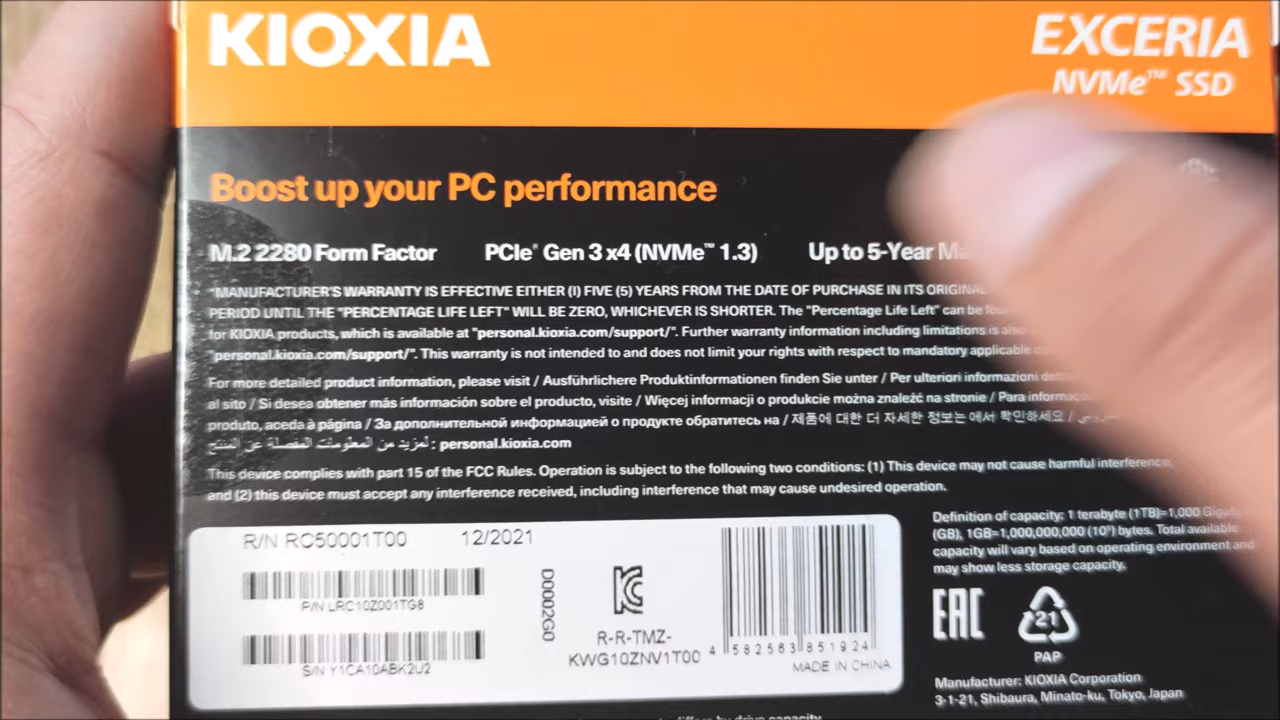 KIOXIA
EXCERIA
NVMe™ SSD
Boost up your PC performance
M.2 2280 Form Factor PCIe® Gen 3 x4 (NVMe™ 1.3) Up to 5-Year
*MANUFACTURER'S WARRANTY IS EFFECTIVE EITHER (I) FIVE (5) YEARS FROM THE DATE OF PURCHASE IN ITS ORIGINAL
PERIOD UNTIL THE "PERCENTAGE LIFE LEFT" WILL BE ZERO, WHICHEVER IS SHORTER. The "Percentage Life Left" can be
for KIOXIA products, which is available at "personal.kioxia.com/support/". Further warranty information including limitations is also
"personal.kioxia.com/support/". This warranty is not intended to and does not limit your rights with respect to mandatory applicable
For more detailed product information, please visit / Ausführlichere Produktinformationen finden Sie unter / Per ulteriori informazioni
al sito / Si desea obtener más información sobre el producto, visite / Więcej informacji o produkcie można znaleźć na stronie / Para
produto, aceda à página / За дополнительной информацией о продукте обратитесь на / 제품에 대한 더 자세한 정보는 에서 확인하세요 /
لمزيد من المعلومات المفصلة عن المنتج : personal.kioxia.com
This device complies with part 15 of the FCC Rules. Operation is subject to the following two conditions: (1) This device may not cause harmful interference,
and (2) this device must accept any interference received, including interference that may cause undesired operation.
R/N RC50001T00 12/2021
P/N LRC10Z001TG8
S/N Y1CA10ABK2U2
D0002G0
R-R-TMZ-
KWG10ZNV1T00
4 582563 851924
MADE IN CHINA
Definition of capacity: 1 terabyte (1TB)=1,000
(GB), 1GB=1,000,000,000 (10⁹) bytes. Total available
capacity will vary based on operating environment and
may show less storage capacity.
EAC
21
PAP
Manufacturer: KIOXIA Corporation
3-1-21, Shibaura, Minato-ku, Tokyo, Japan